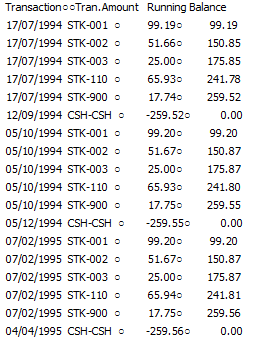 Transaction○○Tran.Amount Running Balance
17/07/1994 STK-001 ○ 99.19○ 99.19
17/07/1994 STK-002 ○ 51.66○ 150.85
17/07/1994 STK-003 ○ 25.00○ 175.85
17/07/1994 STK-110 ○ 65.93○ 241.78
17/07/1994 STK-900 ○ 17.74○ 259.52
12/09/1994 CSH-CSH ○ -259.52○ 0.00
05/10/1994 STK-001 ○ 99.20○ 99.20
05/10/1994 STK-002 ○ 51.67○ 150.87
05/10/1994 STK-003 ○ 25.00○ 175.87
05/10/1994 STK-110 ○ 65.93○ 241.80
05/10/1994 STK-900 ○ 17.75○ 259.55
05/12/1994 CSH-CSH ○ -259.55○ 0.00
07/02/1995 STK-001 ○ 99.20○ 99.20
07/02/1995 STK-002 ○ 51.67○ 150.87
07/02/1995 STK-003 ○ 25.00○ 175.87
07/02/1995 STK-110 ○ 65.94○ 241.81
07/02/1995 STK-900 ○ 17.75○ 259.56
04/04/1995 CSH-CSH ○ -259.56○ 0.00